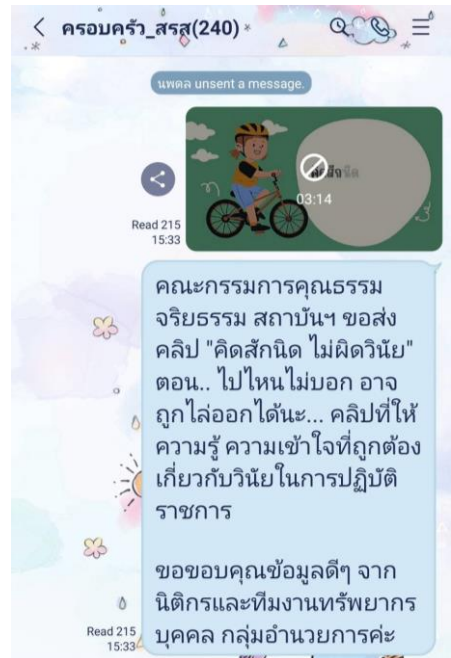 ครอบครัว_สรส(240)
นพดล unsent a message.
03:14
Read 215
15:33
คณะกรรมการคุณธรรม
จริยธรรม สถาบันฯ ขอส่ง
คลิป "คิดสักนิด ไม่ผิดวินัย"
ตอน.. ไปไหนไม่บอก อาจ
ถูกไล่ออกได้นะ... คลิปที่ให้
ความรู้ ความเข้าใจที่ถูกต้อง
เกี่ยวกับวินัยในการปฏิบัติ
ราชการ
ขอขอบคุณข้อมูลดีๆ จาก
นิติกรและทีมงานทรัพยากร
บุคคล กลุ่มอำนวยการค่ะ
Read 215
15:33